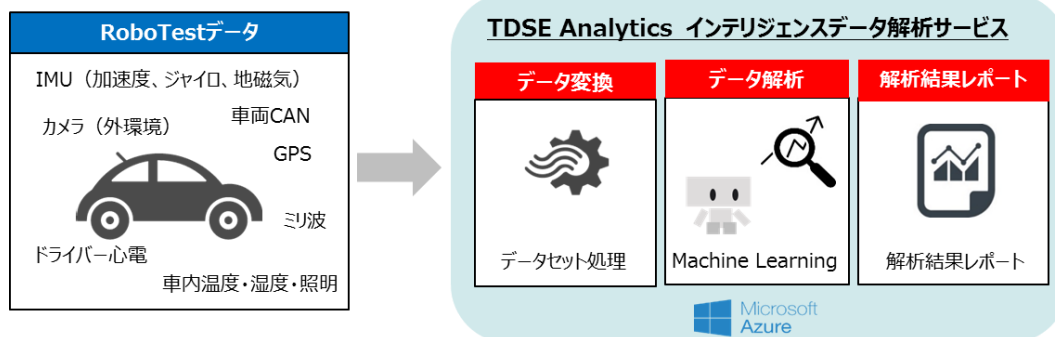 RoboTestデータ
IMU（加速度、ジャイロ、地磁気）
カメラ（外環境）
車両CAN
GPS
ミリ波
ドライバー心電
車内温度・湿度・照明
TDSE Analytics インテリジェンスデータ解析サービス
データ変換
データセット処理
データ解析
Machine Learning
解析結果レポート
解析結果レポート
Microsoft
Azure